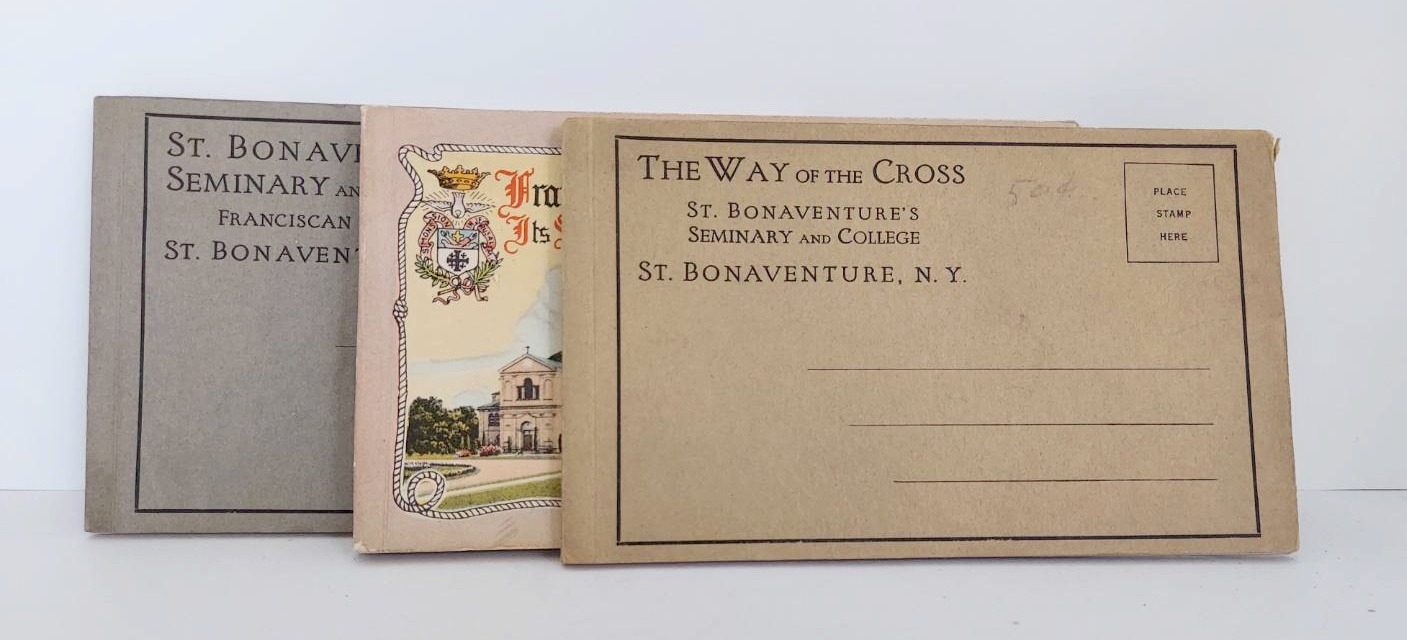 St. Bonav
Seminary an
Franciscan
St. Bonavent
Fra
Its
The Way of the Cross
St. Bonaventure's
Seminary and College
St. Bonaventure, N. Y.
PLACE
STAMP
HERE